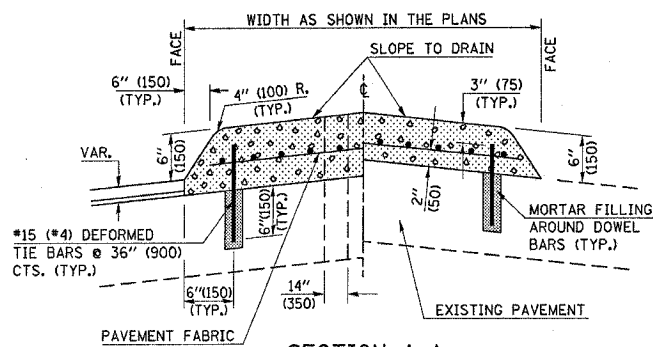 WIDTH AS SHOWN IN THE PLANS
FACE
FACE
SLOPE TO DRAIN
6" (150)
(TYP.)
4" (100) R.
(TYP.)
℄
3" (75)
(TYP.)
VAR.
6"
(150)
6"
(150)
#15 (#4) DEFORMED
TIE BARS @ 36" (900)
CTS. (TYP.)
6"(150)
(TYP.)
2"
(50)
MORTAR FILLING
AROUND DOWEL
BARS (TYP.)
6"(150)
(TYP.)
14"
(350)
EXISTING PAVEMENT
PAVEMENT FABRIC